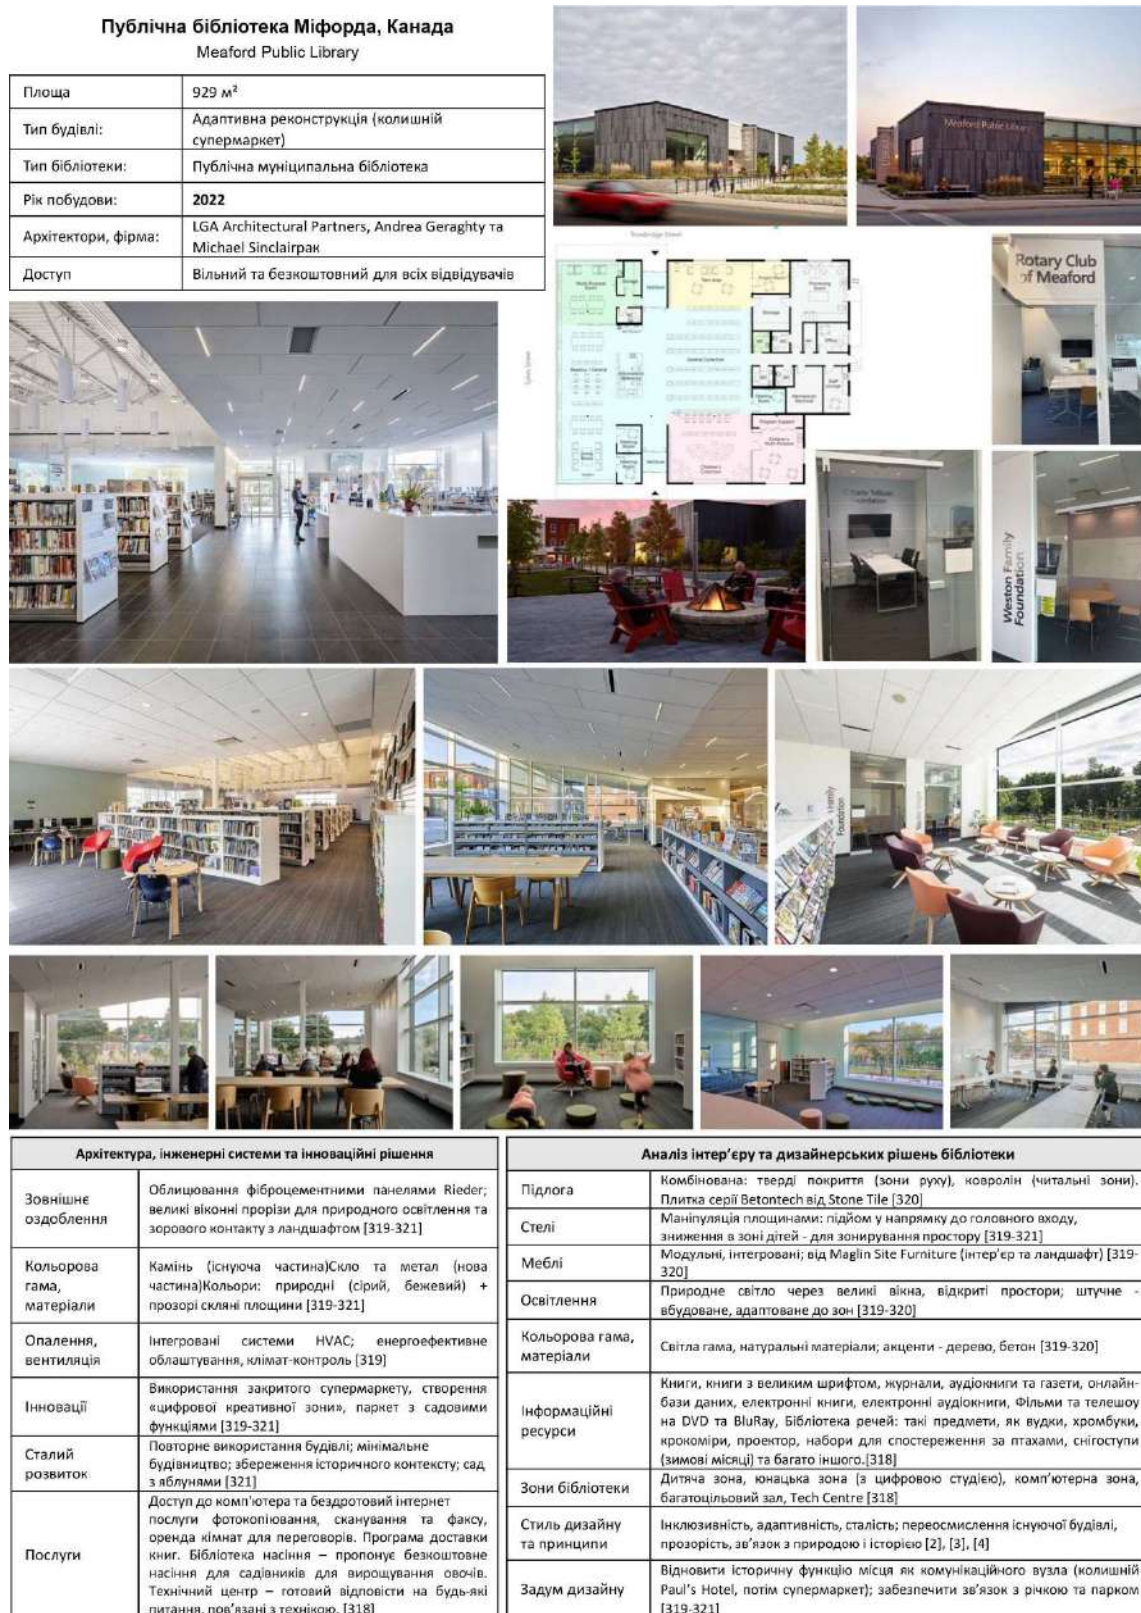 Публічна бібліотека Міфорда, Канада
Meaford Public Library
Площа
929 м²
Тип будівлі:
Адаптивна реконструкція (колишній
супермаркет)
Тип бібліотеки:
Публічна муніципальна бібліотека
Рік побудови:
2022
Архітектори, фірма:
LGA Architectural Partners, Andrea Geraghty та
Michael Sinclairрак
Доступ
Вільний та безкоштовний для всіх відвідувачів
Meaford Public Library
Trowbridge Street
Sykes Street
Storage
Storage
Office
General Collection
Program Support
Rotary Club
of Meaford
Foundation
Weston Family
Foundation
Family
Foundation
Архітектура, інженерні системи та інноваційні рішення
Зовнішнє
оздоблення
Облицювання фіброцементними панелями Rieder;
великі віконні прорізи для природного освітлення та
зорового контакту з ландшафтом [319-321]
Кольорова
гама,
матеріали
Камінь (існуюча частина)Скло та метал (нова
частина)Кольори: природні (сірий, бежевий) +
прозорі скляні площини [319-321]
Опалення,
вентиляція
Інтегровані системи HVAC; енергоефективне
облаштування, клімат-контроль [319]
Інновації
Використання закритого супермаркету, створення
«цифрової креативної зони», паркет з садовими
функціями [319-321]
Сталий
розвиток
Повторне використання будівлі; мінімальне
будівництво; збереження історичного контексту; сад
з яблунями [321]
Послуги
Доступ до комп'ютера та бездротовий інтернет
послуги фотокопіювання, сканування та факсу,
оренда кімнат для переговорів. Програма доставки
книг. Бібліотека насіння – пропонує безкоштовне
насіння для садівників для вирощування овочів.
Технічний центр – готовий відповісти на будь-які
питання, пов'язані з технікою. [318]
Аналіз інтер'єру та дизайнерських рішень бібліотеки
Підлога
Комбінована: тверді покриття (зони руху), ковролін (читальні зони).
Плитка серії Betontech від Stone Tile [320]
Стелі
Маніпуляція площинами: підйом у напрямку до головного входу,
зниження в зоні дітей - для зонирування простору [319-321]
Меблі
Модульні, інтегровані; від Maglin Site Furniture (інтер'єр та ландшафт) [319-
320]
Освітлення
Природне світло через великі вікна, відкриті простори; штучне -
вбудоване, адаптоване до зон [319-320]
Кольорова гама,
матеріали
Світла гама, натуральні матеріали; акценти - дерево, бетон [319-320]
Інформаційні
ресурси
Книги, книги з великим шрифтом, журнали, аудіокниги та газети, онлайн-
бази даних, електронні книги, електронні аудіокниги, Фільми та телешоу
на DVD та BluRay, Бібліотека речей: такі предмети, як вудки, хромбуки,
крокоміри, проектор, набори для спостереження за птахами, снігоступи
(зимові місяці) та багато іншого.[318]
Зони бібліотеки
Дитяча зона, юнацька зона (з цифровою студією), комп'ютерна зона,
багатоцільовий зал, Tech Centre [318]
Стиль дизайну
та принципи
Інклюзивність, адаптивність, сталість; переосмислення існуючої будівлі,
прозорість, зв'язок з природою і історією [2], [3], [4]
Задум дизайну
Відновити історичну функцію місця як комунікаційного вузла (колишній
Paul's Hotel, потім супермаркет); забезпечити зв'язок з річкою та парком
[319-321]